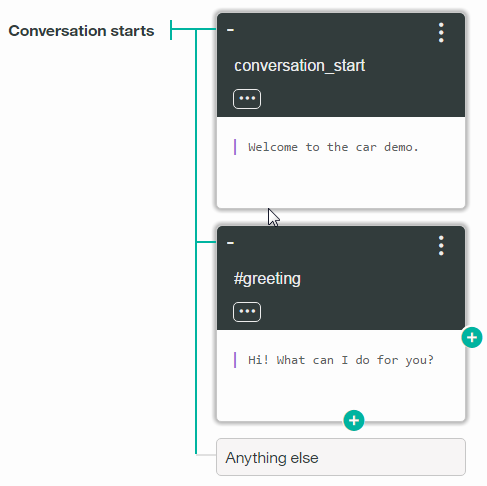 Conversation starts
conversation_start
Welcome to the car demo.
#greeting
Hi! What can I do for you?
Anything else